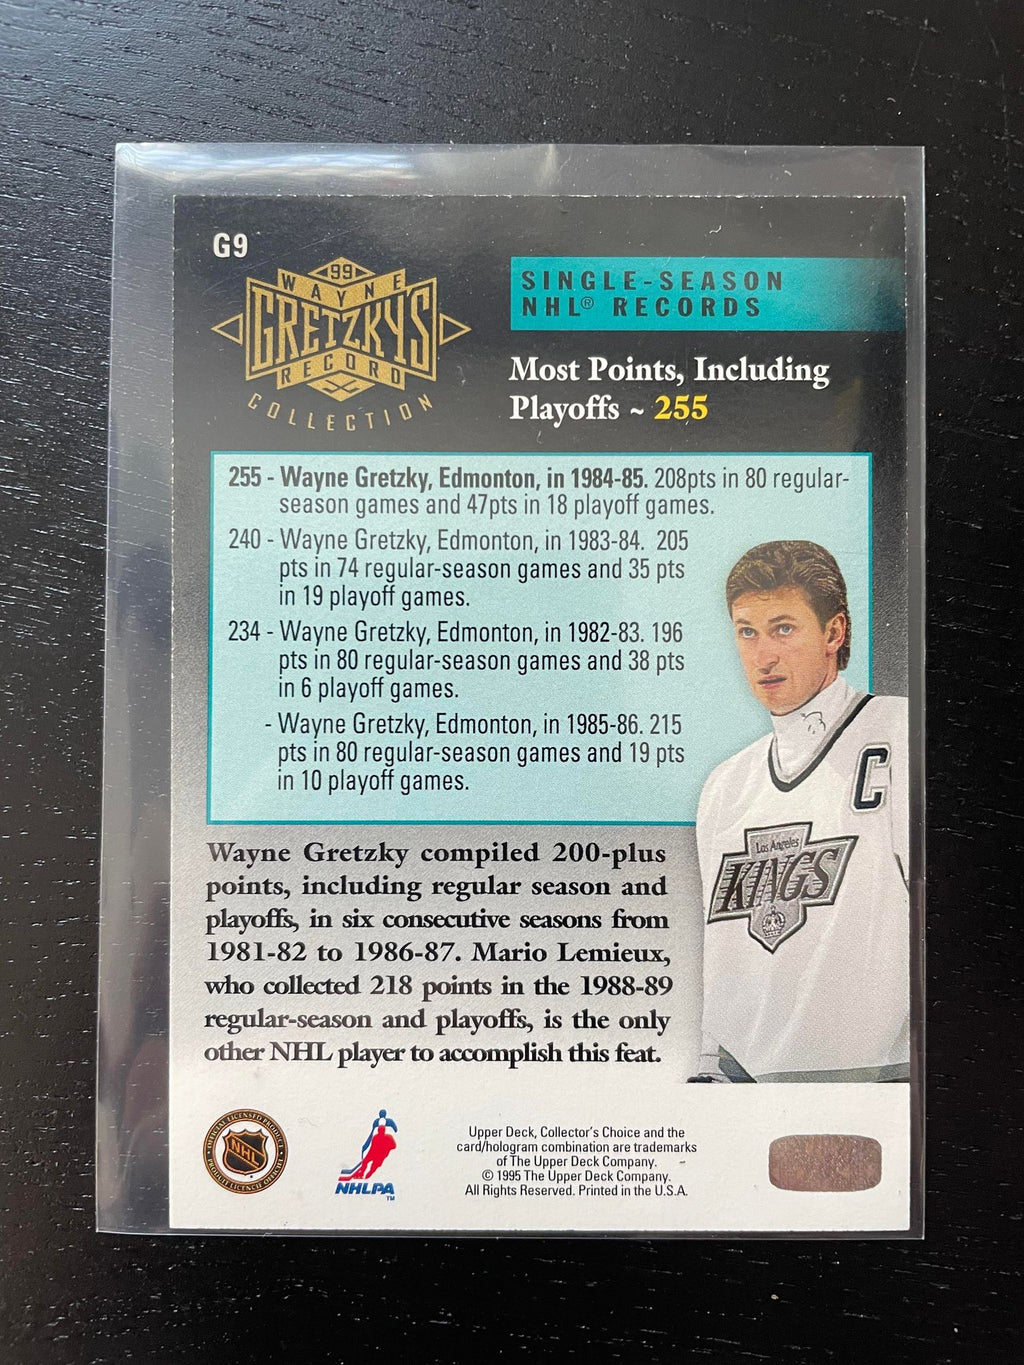 G9
99
WAYNE
GRETZKY'S
RECORD
COLLECTION
SINGLE-SEASON
NHL® RECORDS
Most Points, Including
Playoffs ~ 255
255 - Wayne Gretzky, Edmonton, in 1984-85. 208pts in 80 regular-
season games and 47pts in 18 playoff games.
240 - Wayne Gretzky, Edmonton, in 1983-84. 205
pts in 74 regular-season games and 35 pts
in 19 playoff games.
234 - Wayne Gretzky, Edmonton, in 1982-83. 196
pts in 80 regular-season games and 38 pts
in 6 playoff games.
- Wayne Gretzky, Edmonton, in 1985-86. 215
pts in 80 regular-season games and 19 pts
in 10 playoff games.
C
Los Angeles
KINGS
Wayne Gretzky compiled 200-plus
points, including regular season and
playoffs, in six consecutive seasons from
1981-82 to 1986-87. Mario Lemieux,
who collected 218 points in the 1988-89
regular-season and playoffs, is the only
other NHL player to accomplish this feat.
OFFICIAL LICENSED PRODUCT
NHL
PRODUIT LICENCIÉ OFFICIEL
NHLPA
TM
Upper Deck, Collector's Choice and the
card/hologram combination are trademarks
of The Upper Deck Company.
© 1995 The Upper Deck Company.
All Rights Reserved. Printed in the U.S.A.